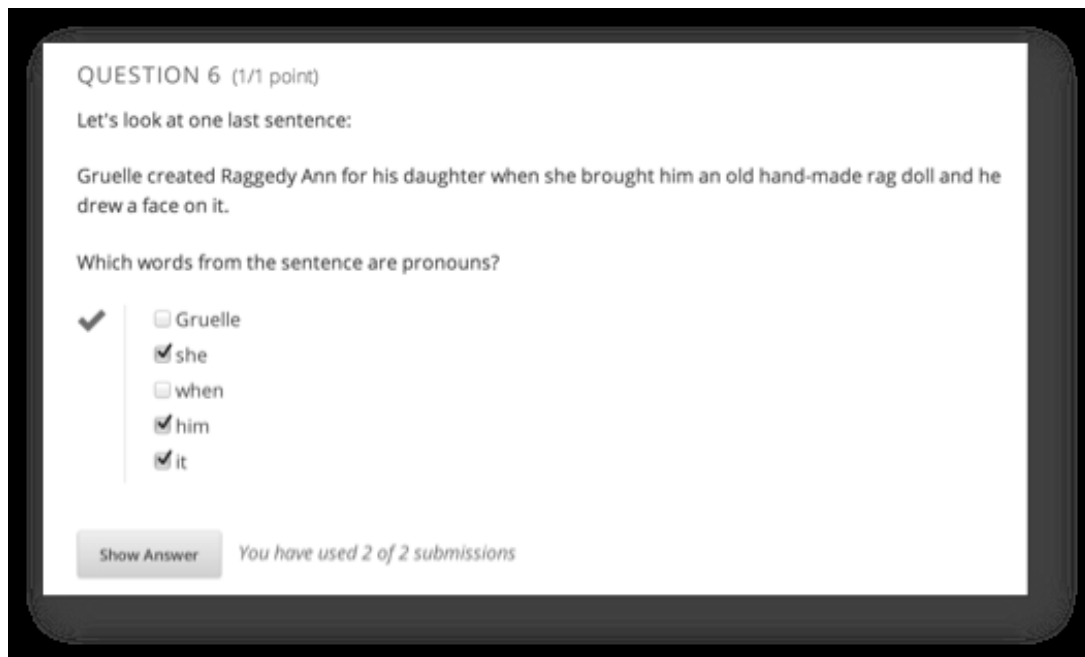 QUESTION 6 (1/1 point)
Let's look at one last sentence:
Gruelle created Raggedy Ann for his daughter when she brought him an old hand-made rag doll and he
drew a face on it.
Which words from the sentence are pronouns?
Gruelle
she
when
him
it
Show Answer You have used 2 of 2 submissions